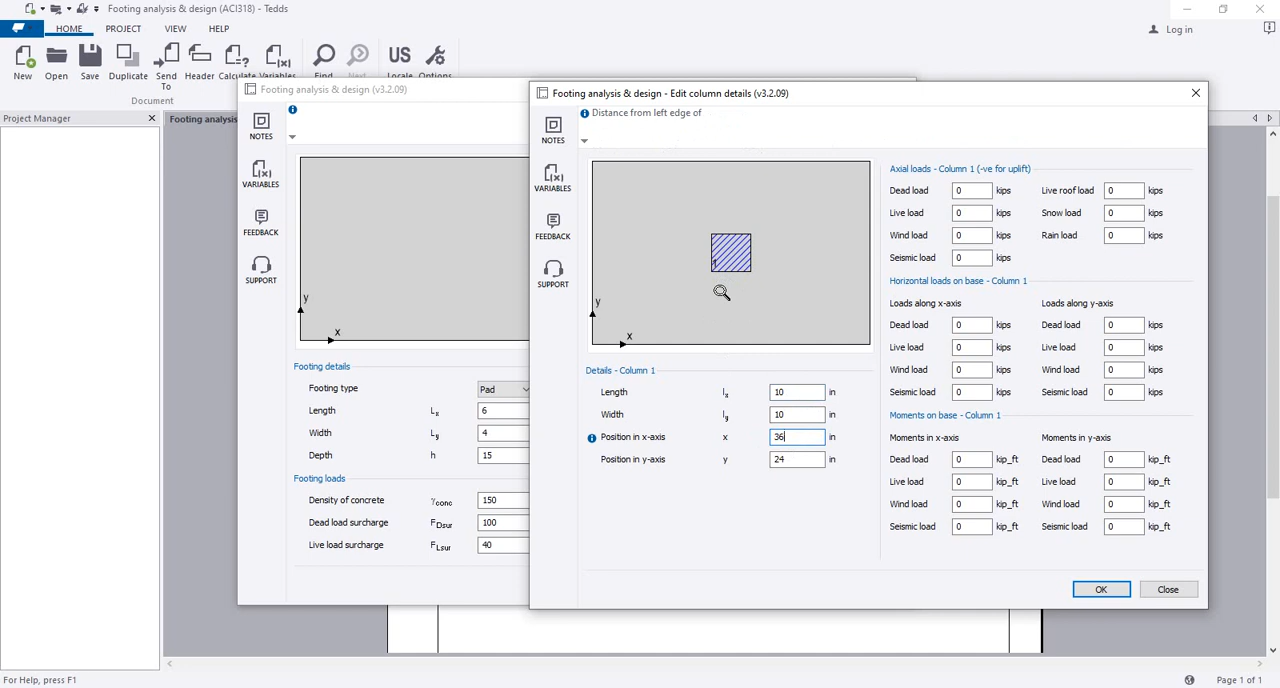 Footing analysis & design (ACI318) - Tedds
HOME PROJECT VIEW HELP
Log in
New Open Save Duplicate Send To Header Calculate Variables Find Next Locale Options
US
Document
Project Manager
Footing analysis
Footing analysis & design (v3.2.09)
NOTES
VARIABLES
FEEDBACK
SUPPORT
y
x
Footing details
Footing type Pad
Length Lx 6
Width Ly 4
Depth h 15
Footing loads
Density of concrete γconc 150
Dead load surcharge FDsur 100
Live load surcharge FLsur 40
Footing analysis & design - Edit column details (v3.2.09)
Distance from left edge of
NOTES
VARIABLES
FEEDBACK
SUPPORT
1
y
x
Details - Column 1
Length lx 10 in
Width ly 10 in
Position in x-axis x 36 in
Position in y-axis y 24 in
Axial loads - Column 1 (-ve for uplift)
Dead load 0 kips Live roof load 0 kips
Live load 0 kips Snow load 0 kips
Wind load 0 kips Rain load 0 kips
Seismic load 0 kips
Horizontal loads on base - Column 1
Loads along x-axis Loads along y-axis
Dead load 0 kips Dead load 0 kips
Live load 0 kips Live load 0 kips
Wind load 0 kips Wind load 0 kips
Seismic load 0 kips Seismic load 0 kips
Moments on base - Column 1
Moments in x-axis Moments in y-axis
Dead load 0 kip_ft Dead load 0 kip_ft
Live load 0 kip_ft Live load 0 kip_ft
Wind load 0 kip_ft Wind load 0 kip_ft
Seismic load 0 kip_ft Seismic load 0 kip_ft
OK Close
For Help, press F1
Page 1 of 1